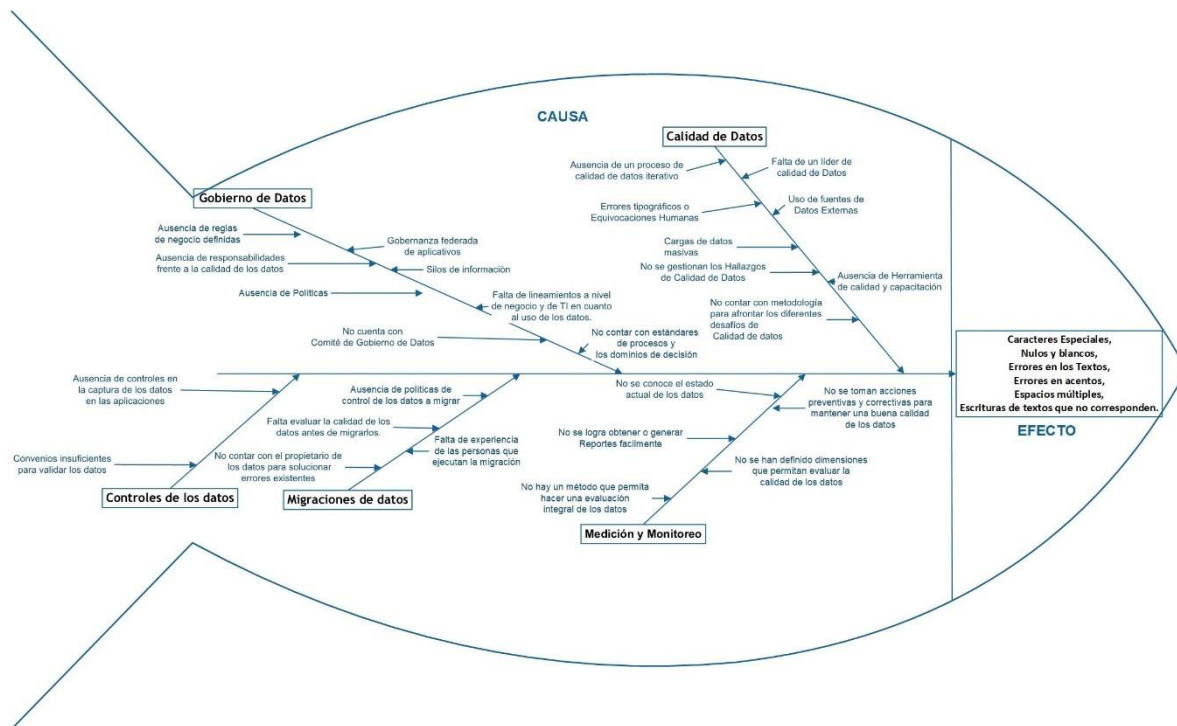 CAUSA
Calidad de Datos
Ausencia de un proceso de
calidad de datos iterativo
Falta de un líder de
calidad de Datos
Errores tipográficos o
Equivocaciones Humanas
Uso de fuentes de
Datos Externas
Cargas de datos
masivas
No se gestionan los Hallazgos
de Calidad de Datos
Ausencia de Herramienta
de calidad y capacitación
No contar con metodología
para afrontar los diferentes
desafíos de
Calidad de datos
Gobierno de Datos
Ausencia de reglas
de negocio definidas
Gobernanza federada
de aplicativos
Ausencia de responsabilidades
frente a la calidad de los datos
Silos de información
Ausencia de Políticas
Falta de lineamientos a nivel
de negocio y de TI en cuanto
al uso de los datos.
No cuenta con
Comité de Gobierno de Datos
No contar con estándares
de procesos y
los dominios de decisión
Caracteres Especiales,
Nulos y blancos,
Errores en los Textos,
Errores en acentos,
Espacios múltiples,
Escrituras de textos que no corresponden.
EFECTO
Ausencia de controles en
la captura de los datos
en las aplicaciones
Convenios insuficientes
para validar los datos
Controles de los datos
Ausencia de políticas de
control de los datos a migrar
Falta evaluar la calidad de los
datos antes de migrarlos.
Falta de experiencia
de las personas que
ejecutan la migración
No contar con el propietario
de los datos para solucionar
errores existentes
Migraciones de datos
No se conoce el estado
actual de los datos
No se toman acciones
preventivas y correctivas para
mantener una buena calidad
de los datos
No se logra obtener o generar
Reportes facilmente
No se han definido dimensiones
que permitan evaluar la
calidad de los datos
No hay un método que permita
hacer una evaluación
integral de los datos
Medición y Monitoreo